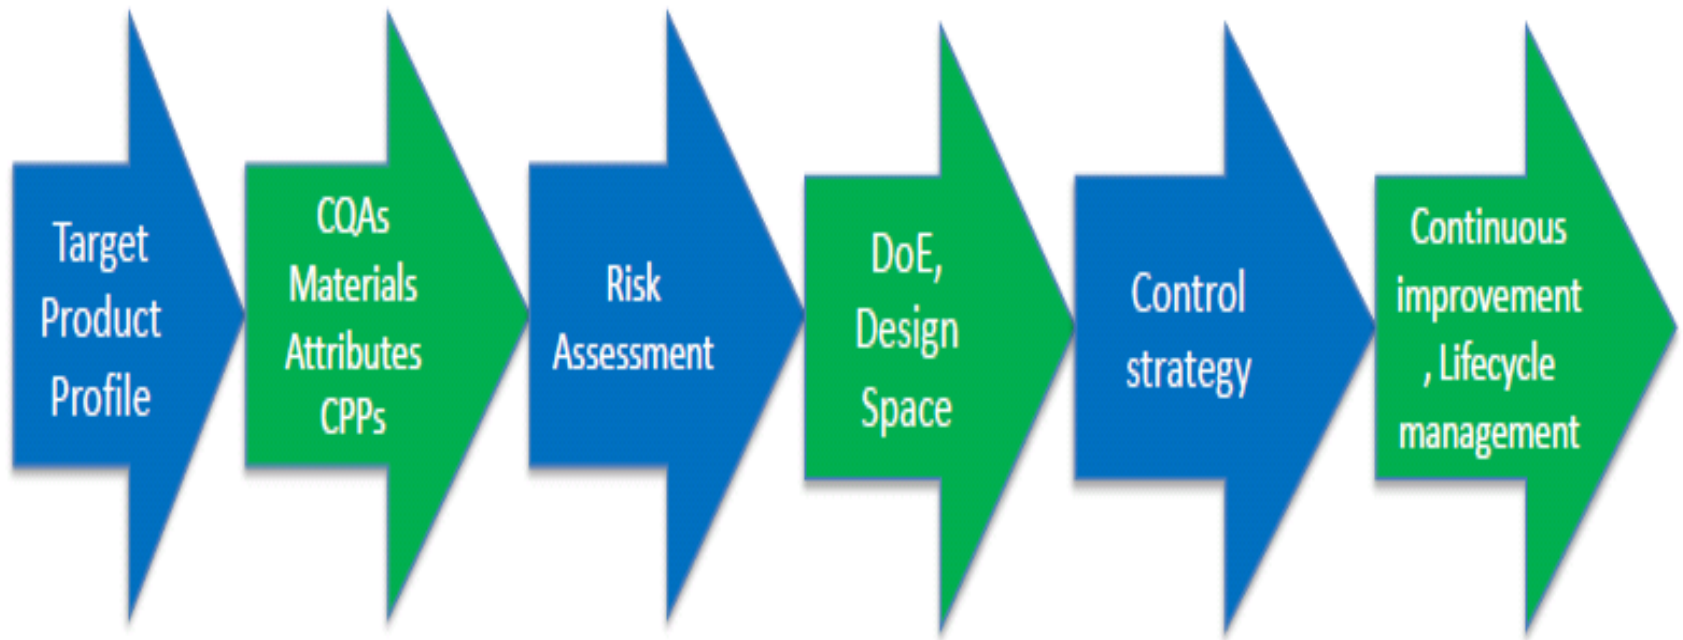 Target
Product
Profile
CQAs
Materials
Attributes
CPPs
Risk
Assessment
DoE,
Design
Space
Control
strategy
Continuous
improvement
, Lifecycle
management